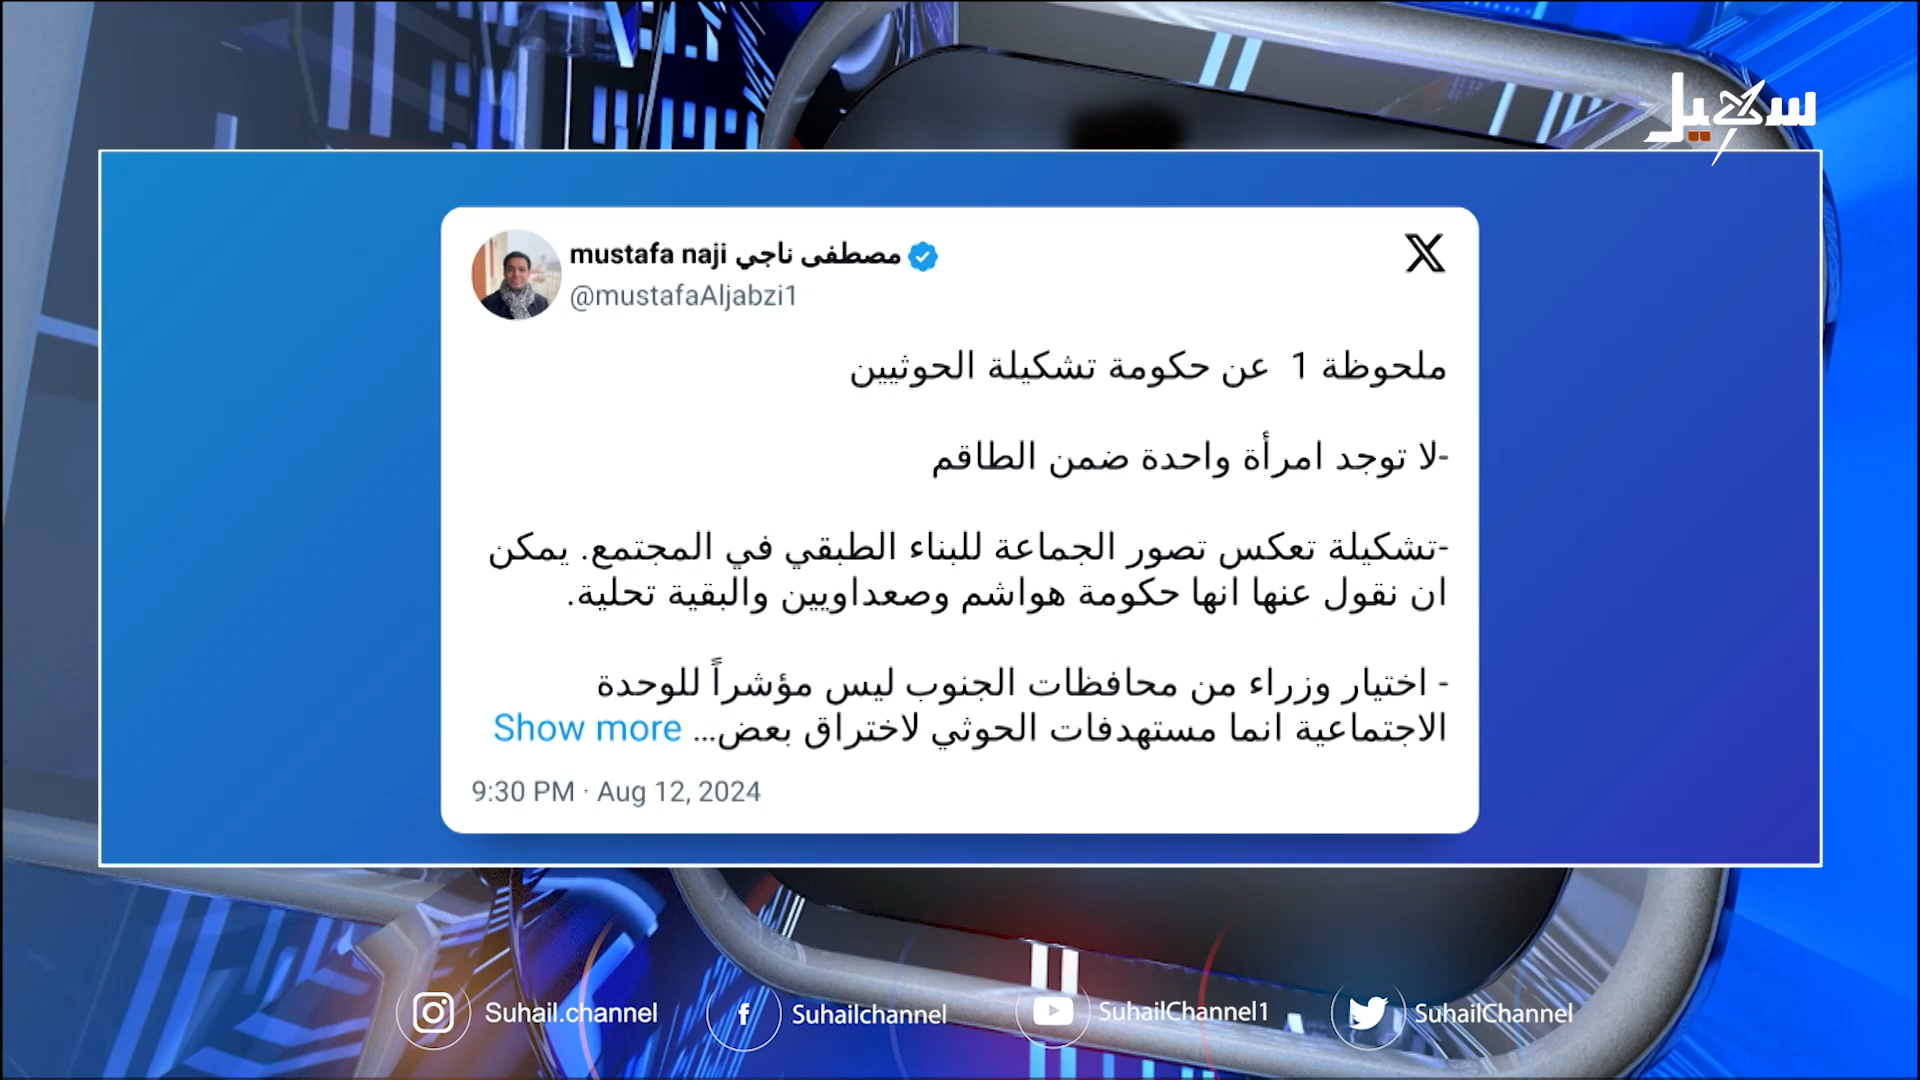 سهيل
mustafa naji مصطفى ناجي
@mustafaAljabzi1
ملحوظة 1 عن حكومة تشكيلة الحوثيين
-لا توجد امرأة واحدة ضمن الطاقم
-تشكيلة تعكس تصور الجماعة للبناء الطبقي في المجتمع. يمكن
ان نقول عنها انها حكومة هواشم وصعداويين والبقية تحلية.
- اختيار وزراء من محافظات الجنوب ليس مؤشراً للوحدة
الاجتماعية انما مستهدفات الحوثي لاختراق بعض... Show more
9:30 PM · Aug 12, 2024
Suhail.channel
Suhailchannel
SuhailChannel1
SuhailChannel